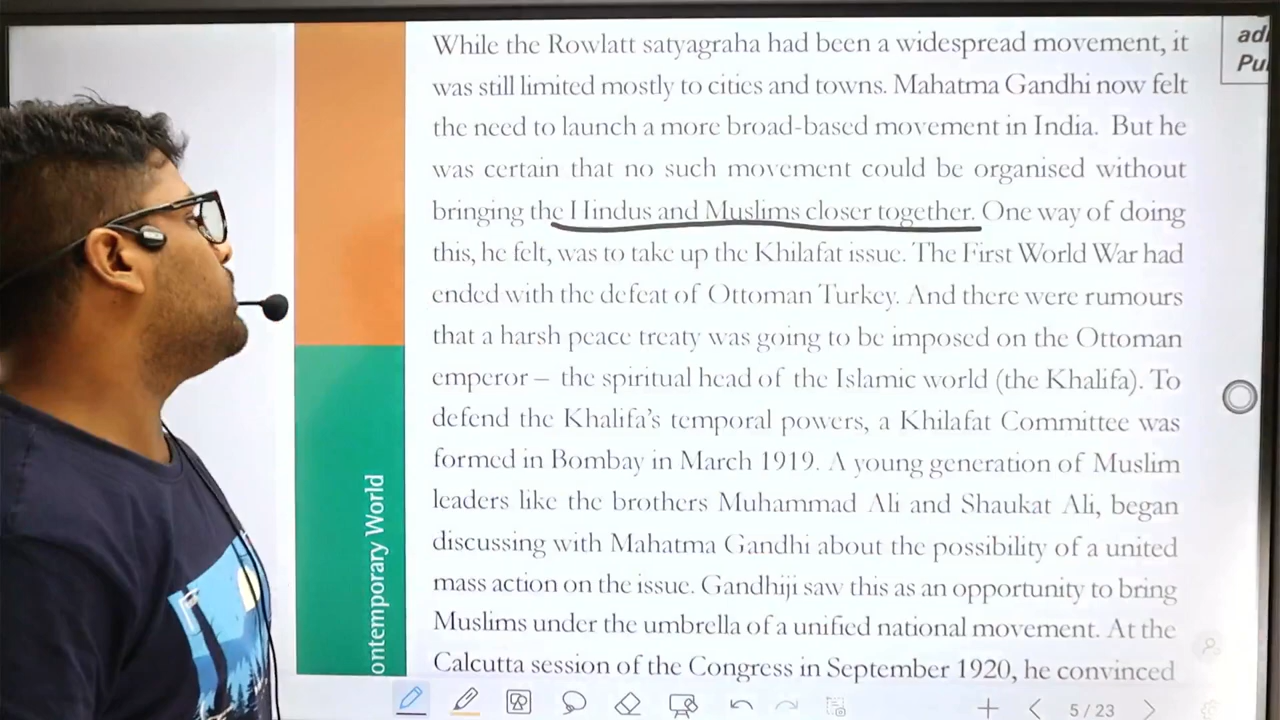 While the Rowlatt satyagraha had been a widespread movement, it
was still limited mostly to cities and towns. Mahatma Gandhi now felt
the need to launch a more broad-based movement in India. But he
was certain that no such movement could be organised without
bringing the Hindus and Muslims closer together. One way of doing
this, he felt, was to take up the Khilafat issue. The First World War had
ended with the defeat of Ottoman Turkey. And there were rumours
that a harsh peace treaty was going to be imposed on the Ottoman
emperor – the spiritual head of the Islamic world (the Khalifa). To
defend the Khalifa's temporal powers, a Khilafat Committee was
formed in Bombay in March 1919. A young generation of Muslim
leaders like the brothers Muhammad Ali and Shaukat Ali, began
discussing with Mahatma Gandhi about the possibility of a united
mass action on the issue. Gandhiji saw this as an opportunity to bring
Muslims under the umbrella of a unified national movement. At the
Calcutta session of the Congress in September 1920, he convinced
ontemporary World
ad
Pu
5 / 23